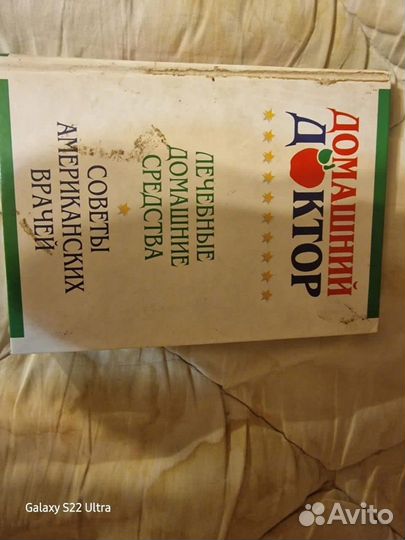 ДОМАШНИЙ
ДОКТОР
ЛЕЧЕБНЫЕ
ДОМАШНИЕ
СРЕДСТВА
СОВЕТЫ
АМЕРИКАНСКИХ
ВРАЧЕЙ
Galaxy S22 Ultra
Avito